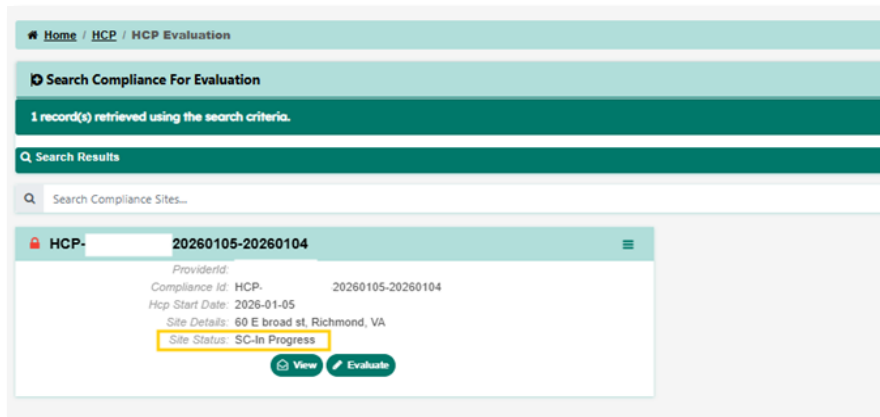 Home / HCP / HCP Evaluation
Search Compliance For Evaluation
1 record(s) retrieved using the search criteria.
Search Results
Search Compliance Sites...
HCP- 20260105-20260104
ProviderId:
Compliance Id: HCP- 20260105-20260104
Hcp Start Date: 2026-01-05
Site Details: 60 E broad st, Richmond, VA
Site Status: SC-In Progress
View Evaluate